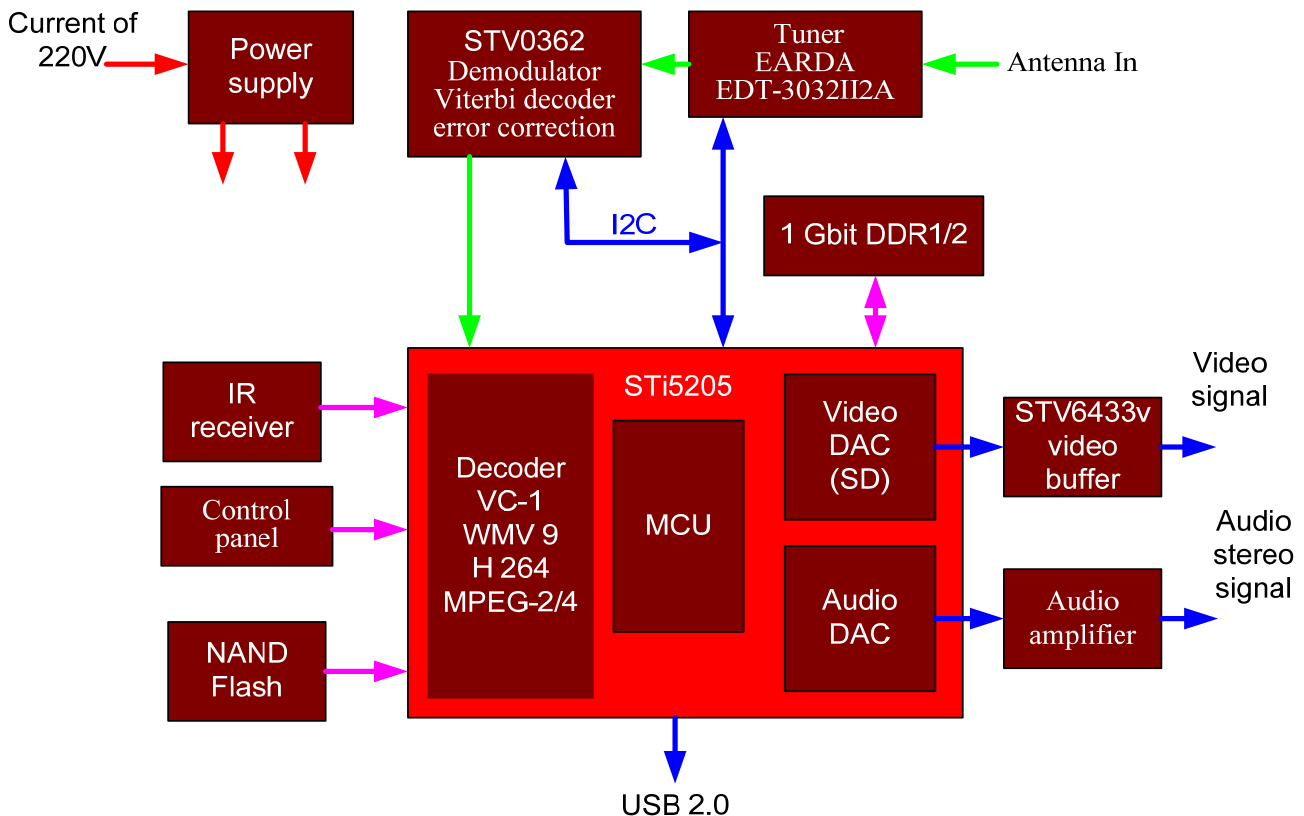 Current of
220V
Power
supply
STV0362
Demodulator
Viterbi decoder
error correction
Tuner
EARDA
EDT-3032II2A
Antenna In
I2C
1 Gbit DDR1/2
IR
receiver
Control
panel
NAND
Flash
STi5205
Decoder
VC-1
WMV 9
H 264
MPEG-2/4
MCU
Video
DAC
(SD)
Audio
DAC
STV6433v
video
buffer
Video
signal
Audio
amplifier
Audio
stereo
signal
USB 2.0